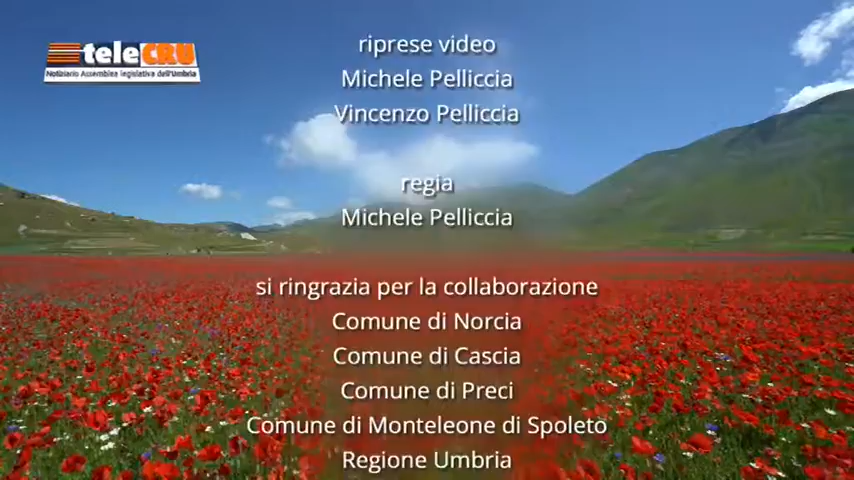 teleCRU
Notiziario Assemblea legislativa dell'Umbria
riprese video
Michele Pelliccia
Vincenzo Pelliccia
regia
Michele Pelliccia
si ringrazia per la collaborazione
Comune di Norcia
Comune di Cascia
Comune di Preci
Comune di Monteleone di Spoleto
Regione Umbria